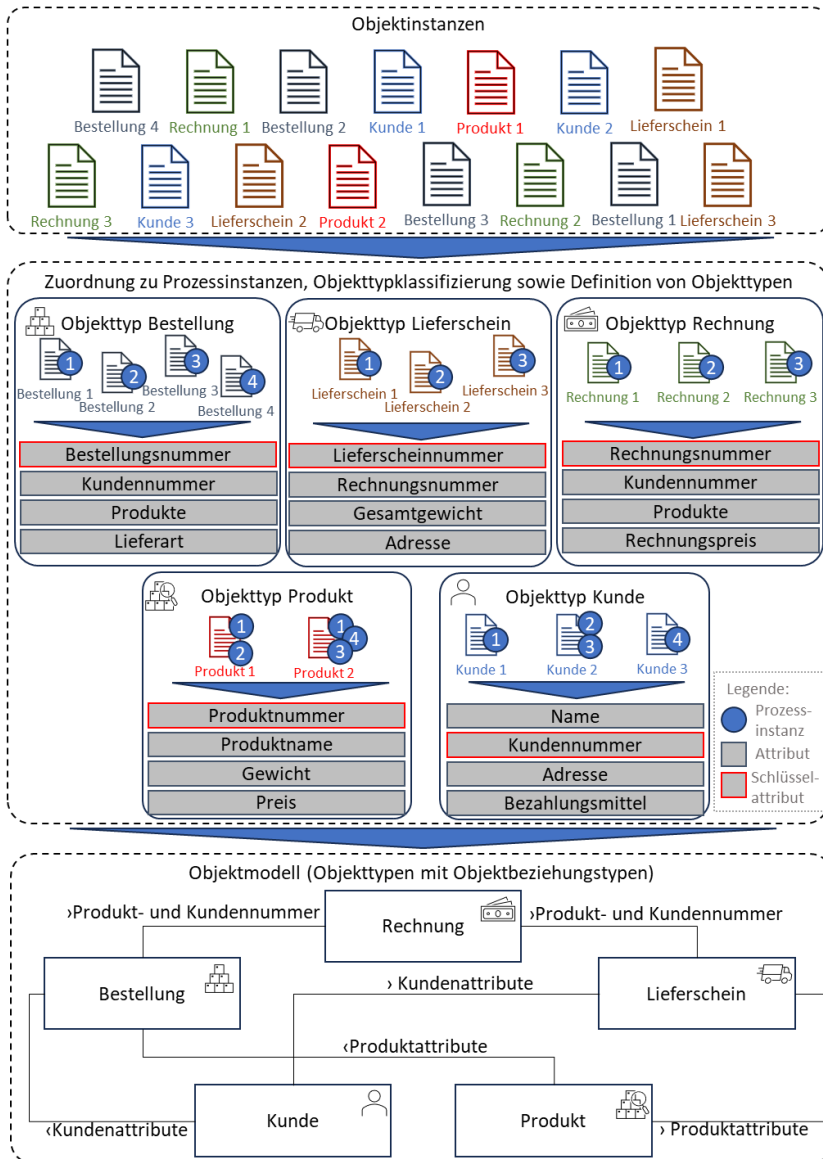 Objektinstanzen
Bestellung 4
Rechnung 1
Bestellung 2
Kunde 1
Produkt 1
Kunde 2
Lieferschein 1
Rechnung 3
Kunde 3
Lieferschein 2
Produkt 2
Bestellung 3
Rechnung 2
Bestellung 1
Lieferschein 3
Zuordnung zu Prozessinstanzen, Objekttypklassifizierung sowie Definition von Objekttypen
Objekttyp Bestellung
1
2
3
4
Bestellung 1
Bestellung 2
Bestellung 3
Bestellung 4
Bestellungsnummer
Kundennummer
Produkte
Lieferart
Objekttyp Lieferschein
1
2
3
Lieferschein 1
Lieferschein 2
Lieferschein 3
Lieferscheinnummer
Rechnungsnummer
Gesamtgewicht
Adresse
Objekttyp Rechnung
1
2
3
Rechnung 1
Rechnung 2
Rechnung 3
Rechnungsnummer
Kundennummer
Produkte
Rechnungspreis
Objekttyp Produkt
1
2
1
4
3
Produkt 1
Produkt 2
Produktnummer
Produktname
Gewicht
Preis
Objekttyp Kunde
1
2
3
4
Kunde 1
Kunde 2
Kunde 3
Name
Kundennummer
Adresse
Bezahlungsmittel
Legende:
Prozess-
instanz
Attribut
Schlüssel-
attribut
Objektmodell (Objekttypen mit Objektbeziehungstypen)
›Produkt- und Kundennummer
Rechnung
›Produkt- und Kundennummer
Bestellung
› Kundenattribute
Lieferschein
‹Produktattribute
Kunde
Produkt
‹Kundenattribute
› Produktattribute